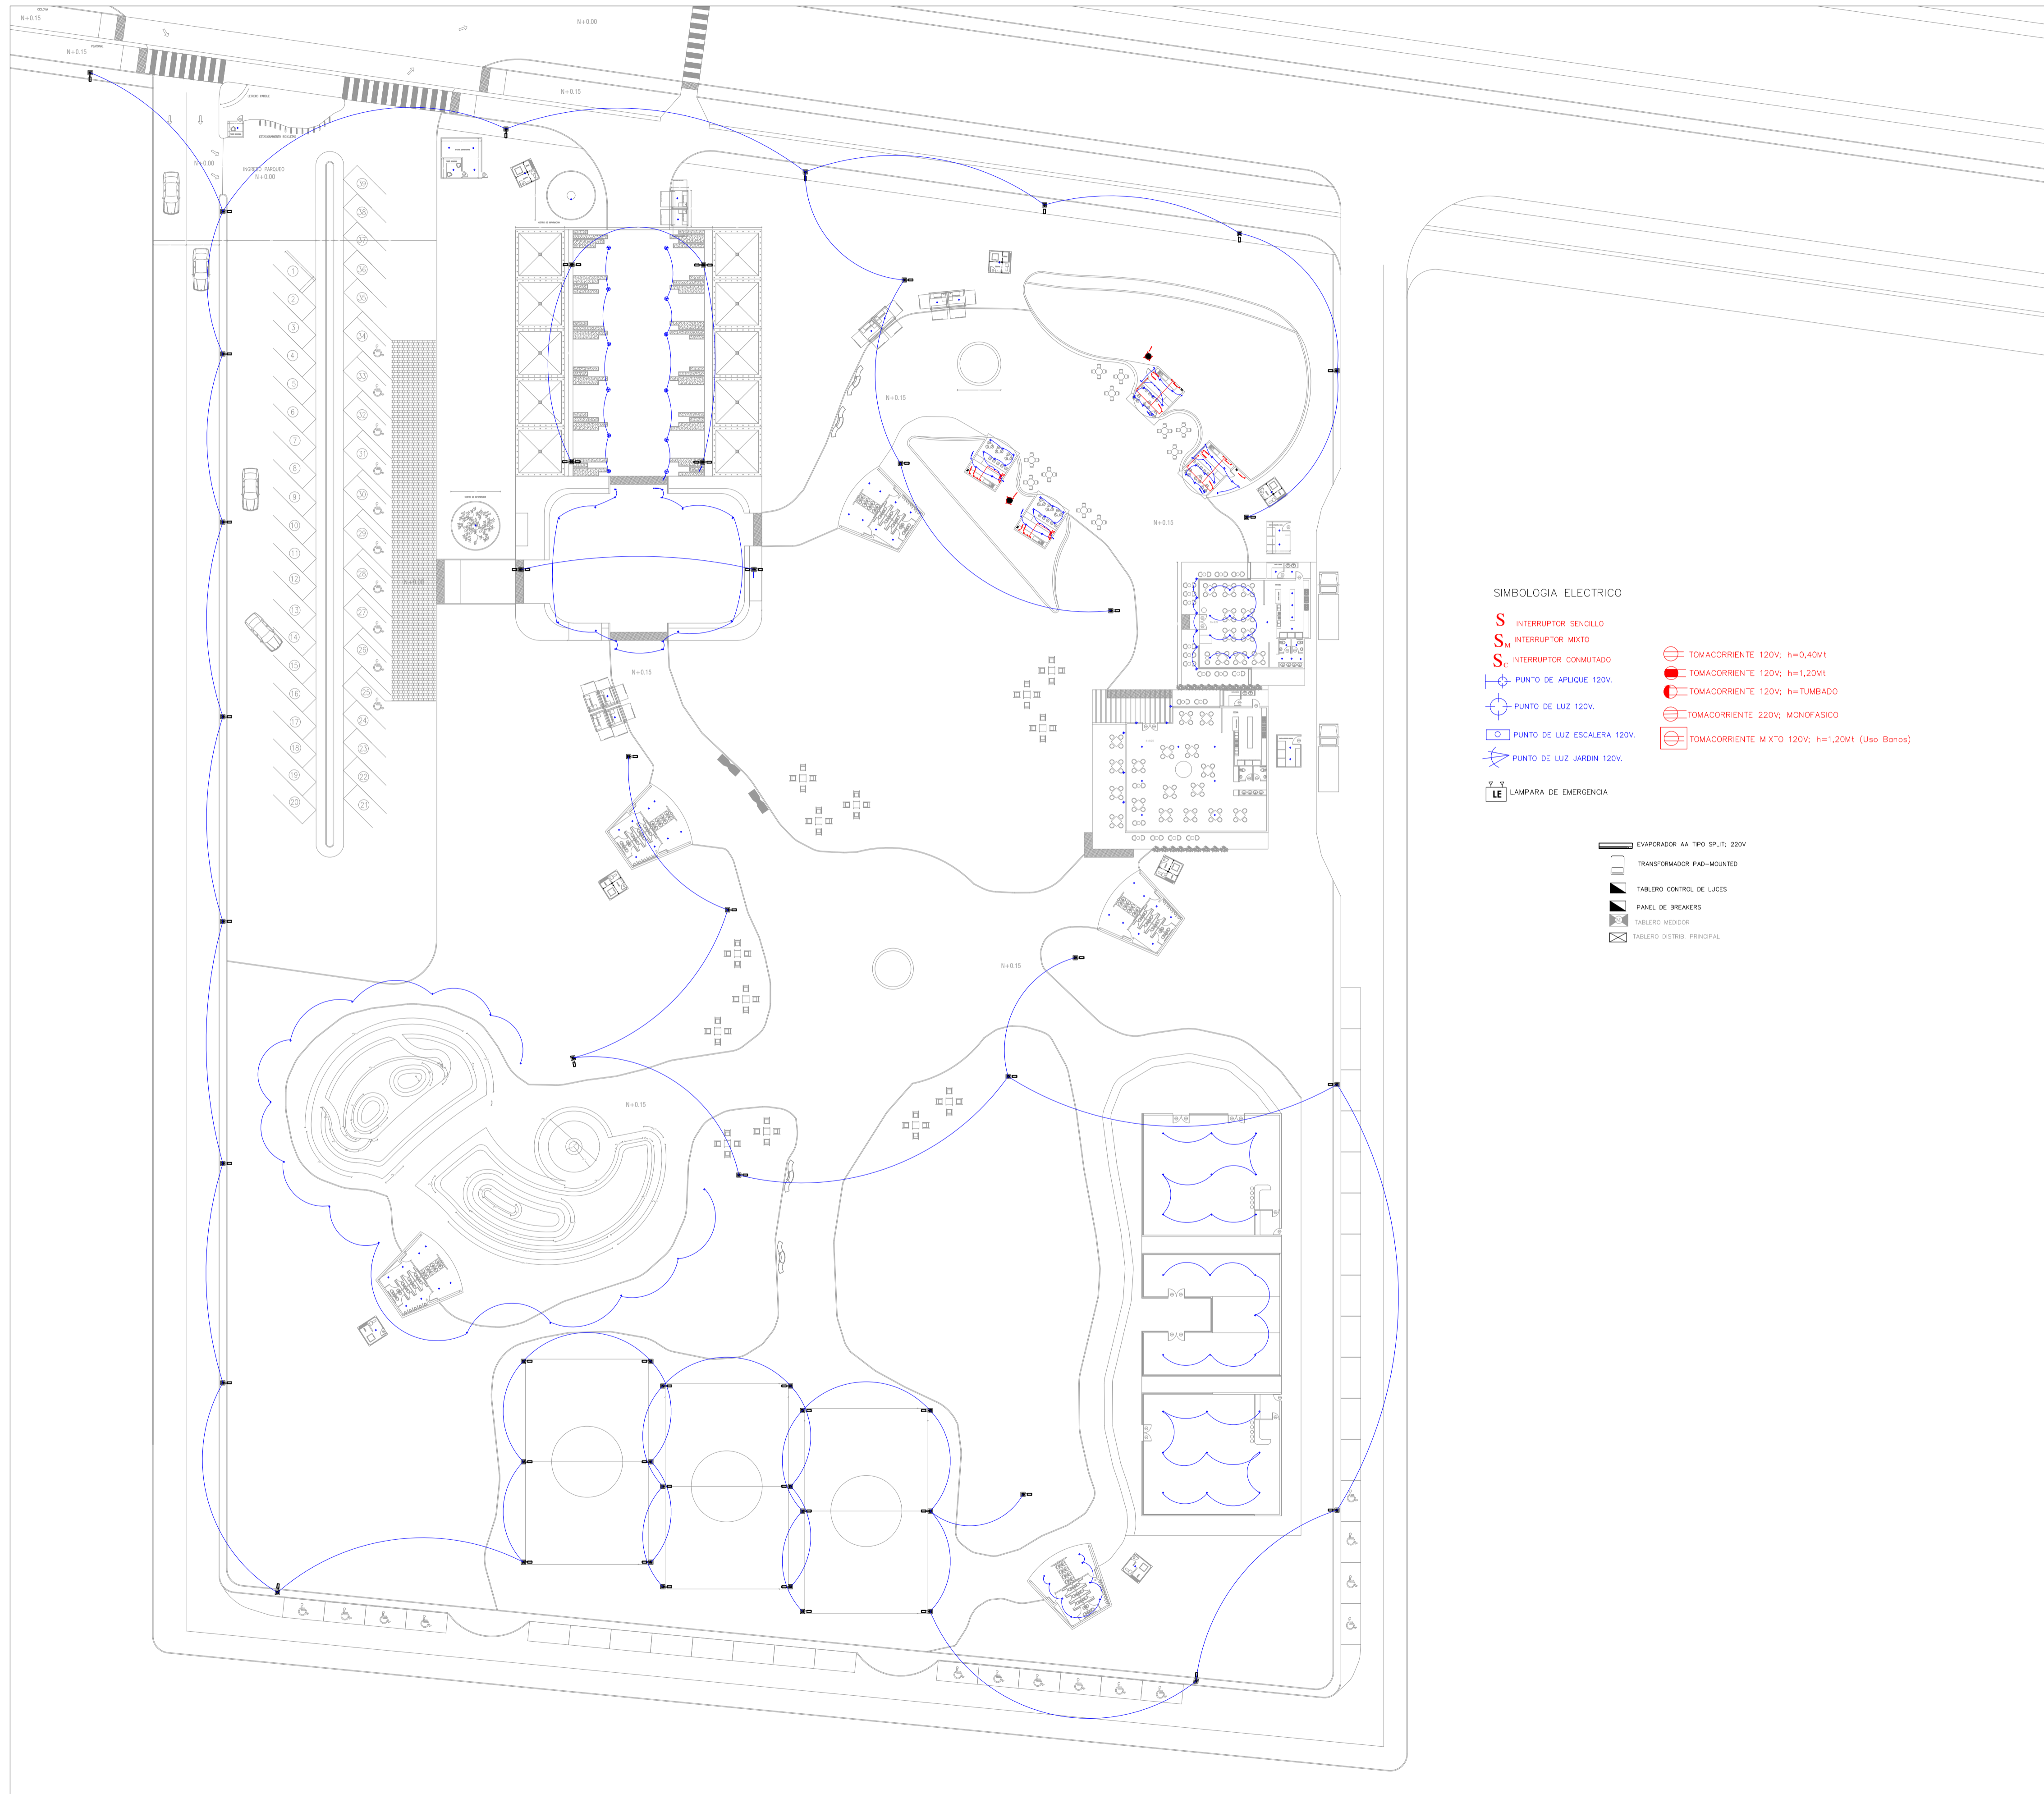 N+0.15
N+0.00
N+0.15
PEATONAL
N+0.15
LETRERO PARQUE
ESTACIONAMIENTO BICICLETAS
N+0.00
INGRESO PARQUEO
N+0.00
39
38
37
36
35
34
33
32
31
30
29
28
27
26
25
24
23
22
21
1
2
3
4
5
6
7
8
9
10
11
12
13
14
15
16
17
18
19
20
N+0.15
N+0.15
N+0.00
N+0.15
N+0.15
N+0.15
SIMBOLOGIA ELECTRICO
S INTERRUPTOR SENCILLO
SM INTERRUPTOR MIXTO
SC INTERRUPTOR CONMUTADO
PUNTO DE APLIQUE 120V.
PUNTO DE LUZ 120V.
PUNTO DE LUZ ESCALERA 120V.
PUNTO DE LUZ JARDIN 120V.
LE LAMPARA DE EMERGENCIA
TOMACORRIENTE 120V; h=0,40Mt
TOMACORRIENTE 120V; h=1,20Mt
TOMACORRIENTE 120V; h=TUMBADO
TOMACORRIENTE 220V; MONOFASICO
TOMACORRIENTE MIXTO 120V; h=1,20Mt (Uso Banos)
EVAPORADOR AA TIPO SPLIT; 220V
TRANSFORMADOR PAD-MOUNTED
TABLERO CONTROL DE LUCES
PANEL DE BREAKERS
TABLERO MEDIDOR
TABLERO DISTRIB. PRINCIPAL